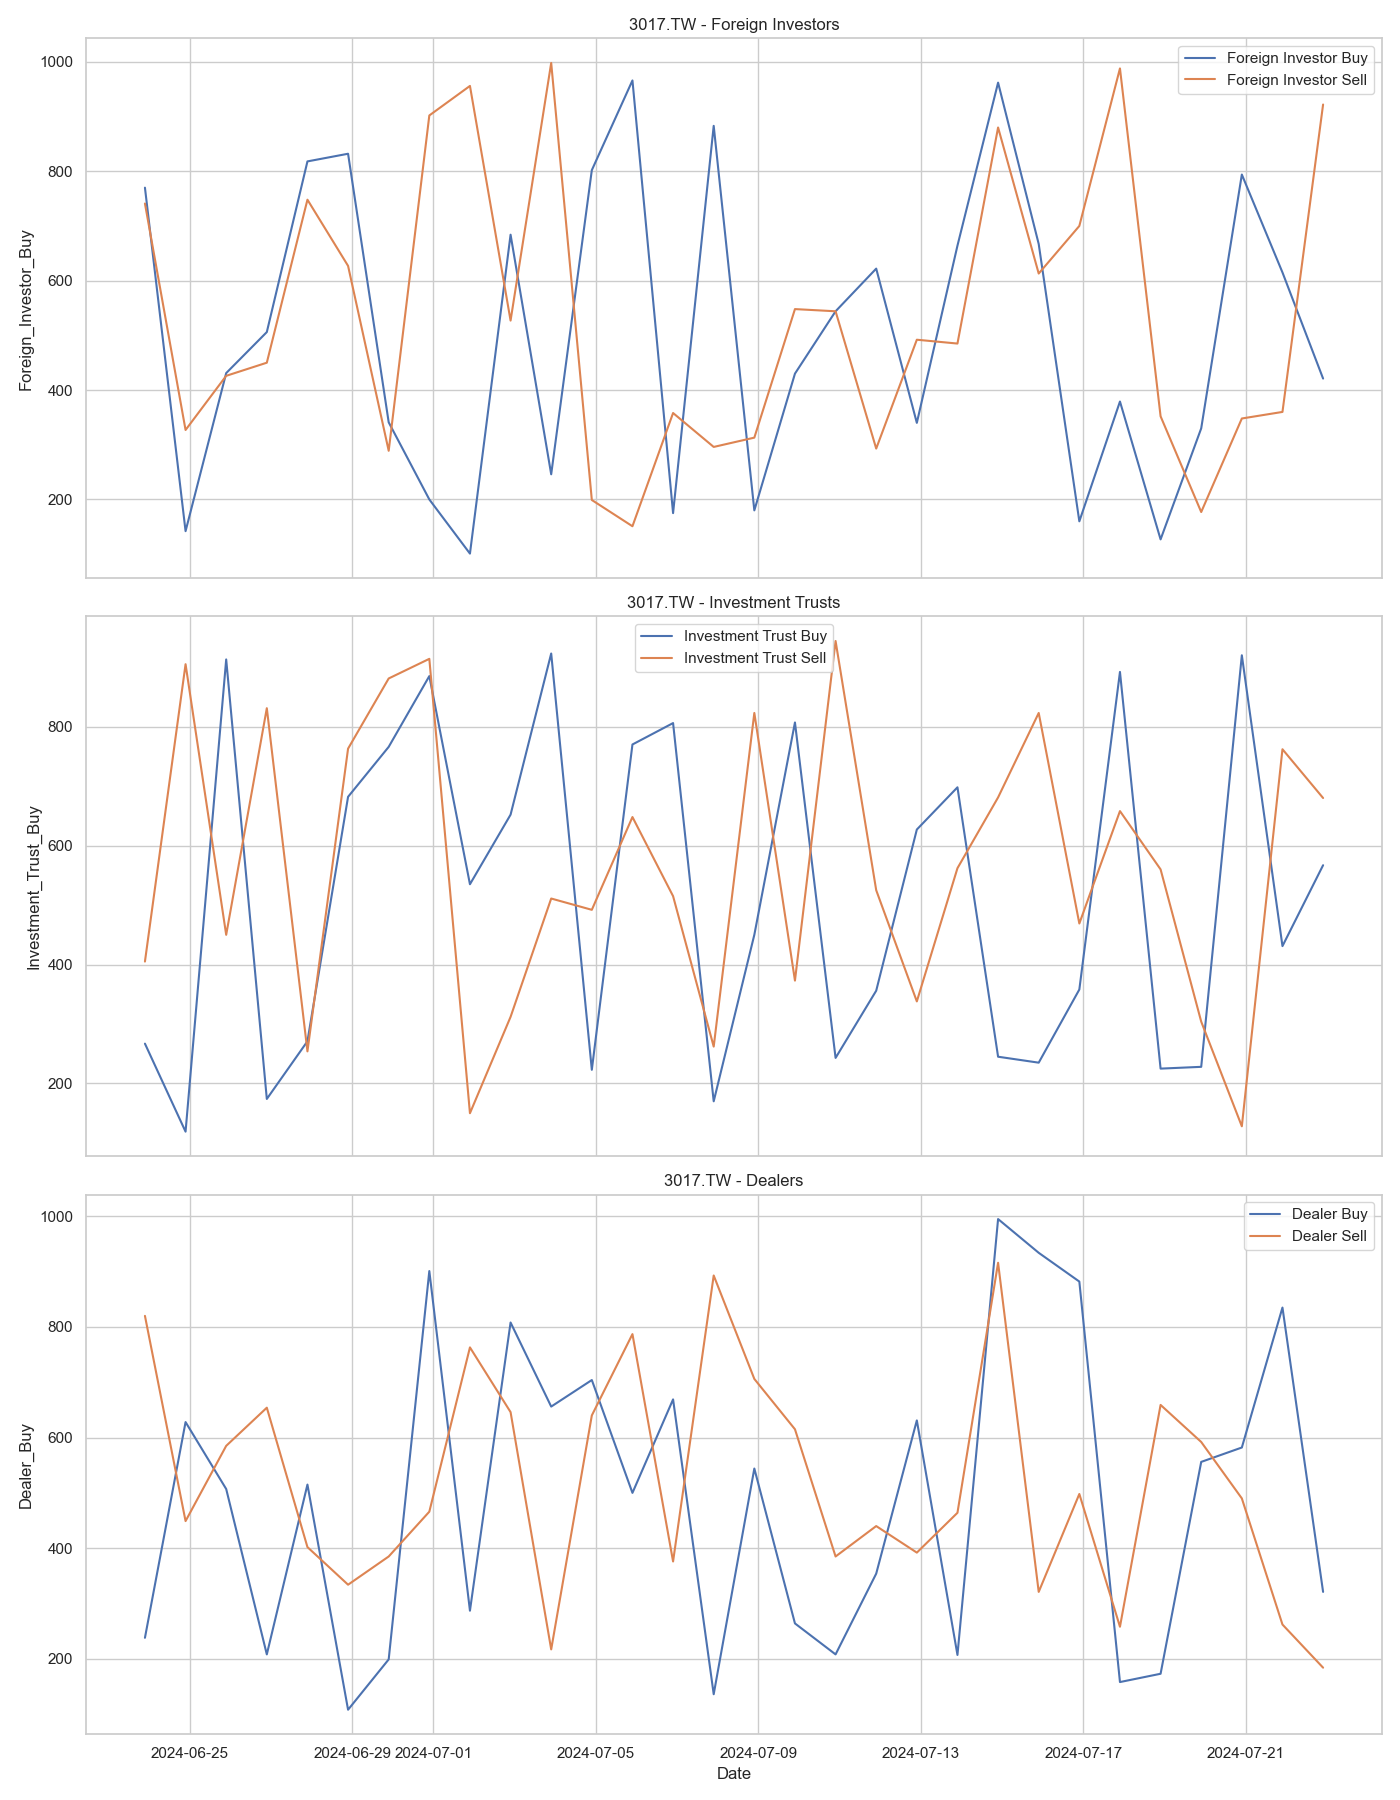 3017.TW - Foreign Investors
Foreign Investor Buy
Foreign Investor Sell
Foreign_Investor_Buy
1000
800
600
400
200
3017.TW - Investment Trusts
Investment Trust Buy
Investment Trust Sell
Investment_Trust_Buy
800
600
400
200
3017.TW - Dealers
Dealer Buy
Dealer Sell
Dealer_Buy
1000
800
600
400
200
2024-06-25 2024-06-29 2024-07-01 2024-07-05 2024-07-09 2024-07-13 2024-07-17 2024-07-21
Date